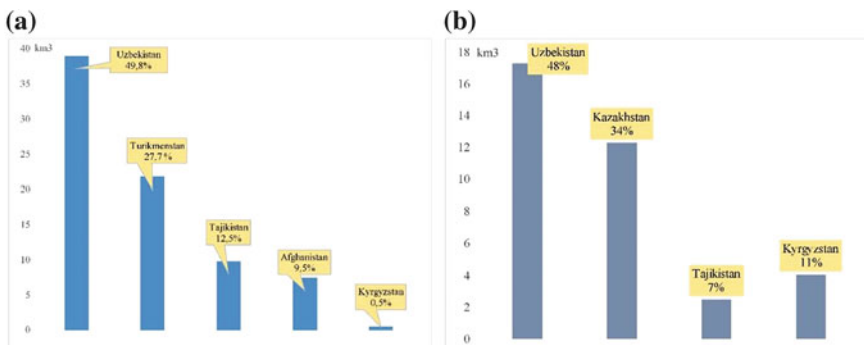 (a)
km3
40
35
30
25
20
15
10
5
0
Uzbekistan
49,8%
Turikmenstan
27,7%
Tajikistan
12,5%
Afghanistan
9,5%
Kyrgyzstan
0,5%
(b)
km3
18
16
14
12
10
8
6
4
2
0
Uzbekistan
48%
Kazakhstan
34%
Tajikistan
7%
Kyrgyzstan
11%